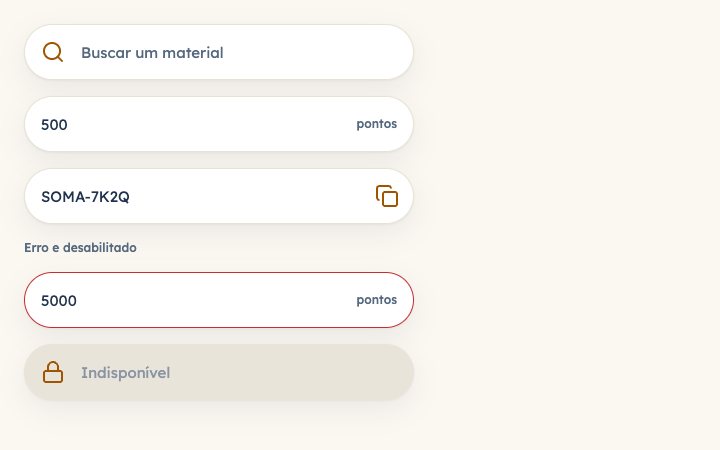 Buscar um material
500 pontos
SOMA-7K2Q
Erro e desabilitado
5000 pontos
Indisponível